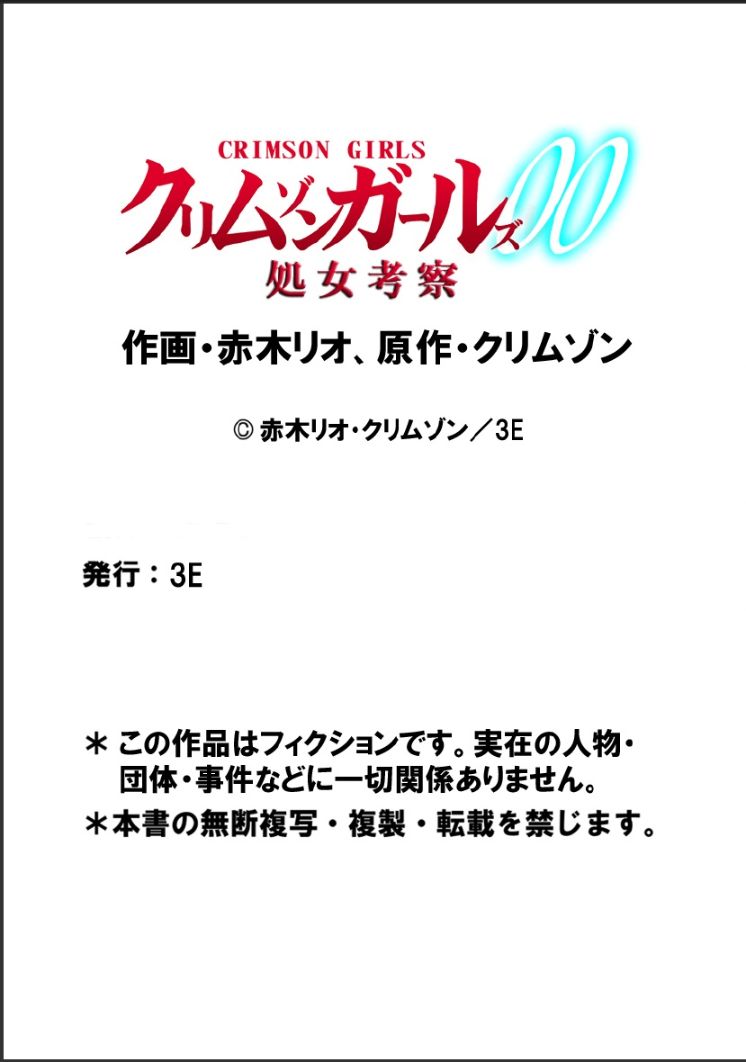 CRIMSON GIRLS
クリムゾンガールズ00
処女考察
作画・赤木リオ、原作・クリムゾン
© 赤木リオ・クリムゾン／3E
発行：3E
＊この作品はフィクションです。実在の人物・
団体・事件などに一切関係ありません。
＊本書の無断複写・複製・転載を禁じます。